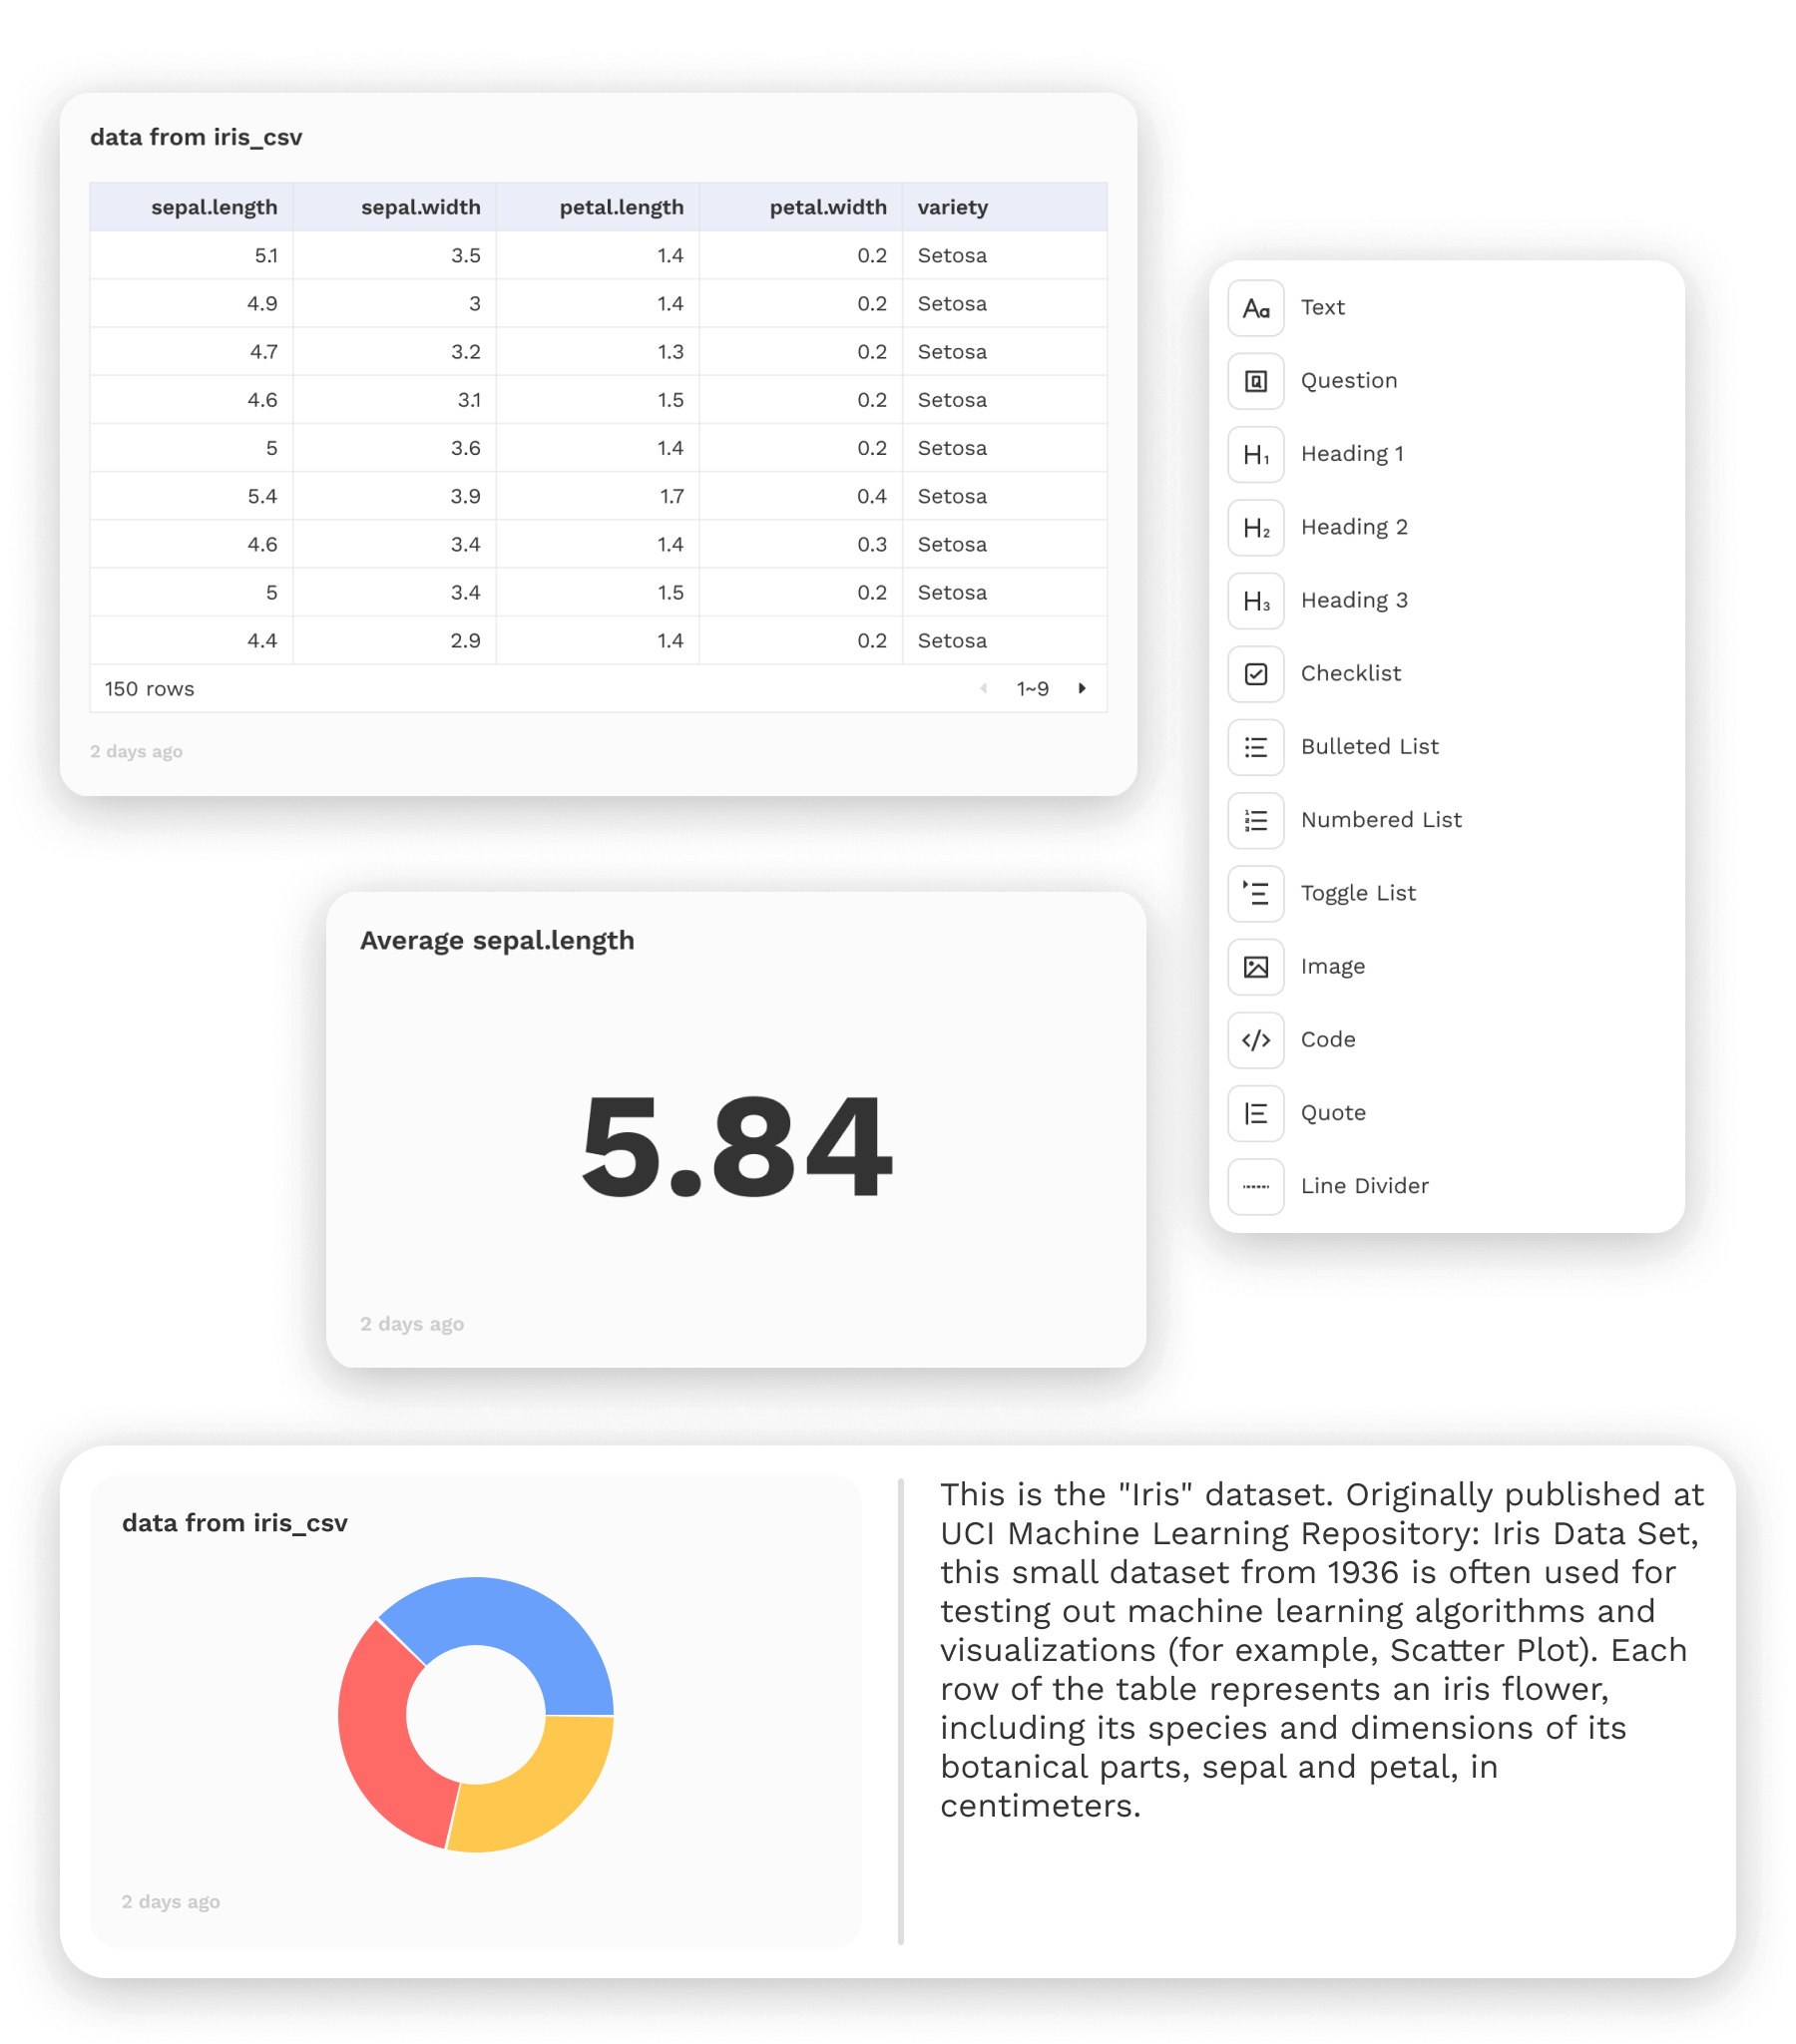 data from iris_csv
sepal.length sepal.width petal.length petal.width variety
5.1 3.5 1.4 0.2 Setosa
4.9 3 1.4 0.2 Setosa
4.7 3.2 1.3 0.2 Setosa
4.6 3.1 1.5 0.2 Setosa
5 3.6 1.4 0.2 Setosa
5.4 3.9 1.7 0.4 Setosa
4.6 3.4 1.4 0.3 Setosa
5 3.4 1.5 0.2 Setosa
4.4 2.9 1.4 0.2 Setosa
150 rows 1~9
2 days ago
Aa Text
Q Question
H1 Heading 1
H2 Heading 2
H3 Heading 3
Checklist
Bulleted List
Numbered List
Toggle List
Image
</> Code
Quote
Line Divider
Average sepal.length
5.84
2 days ago
data from iris_csv
2 days ago
This is the "Iris" dataset. Originally published at
UCI Machine Learning Repository: Iris Data Set,
this small dataset from 1936 is often used for
testing out machine learning algorithms and
visualizations (for example, Scatter Plot). Each
row of the table represents an iris flower,
including its species and dimensions of its
botanical parts, sepal and petal, in
centimeters.